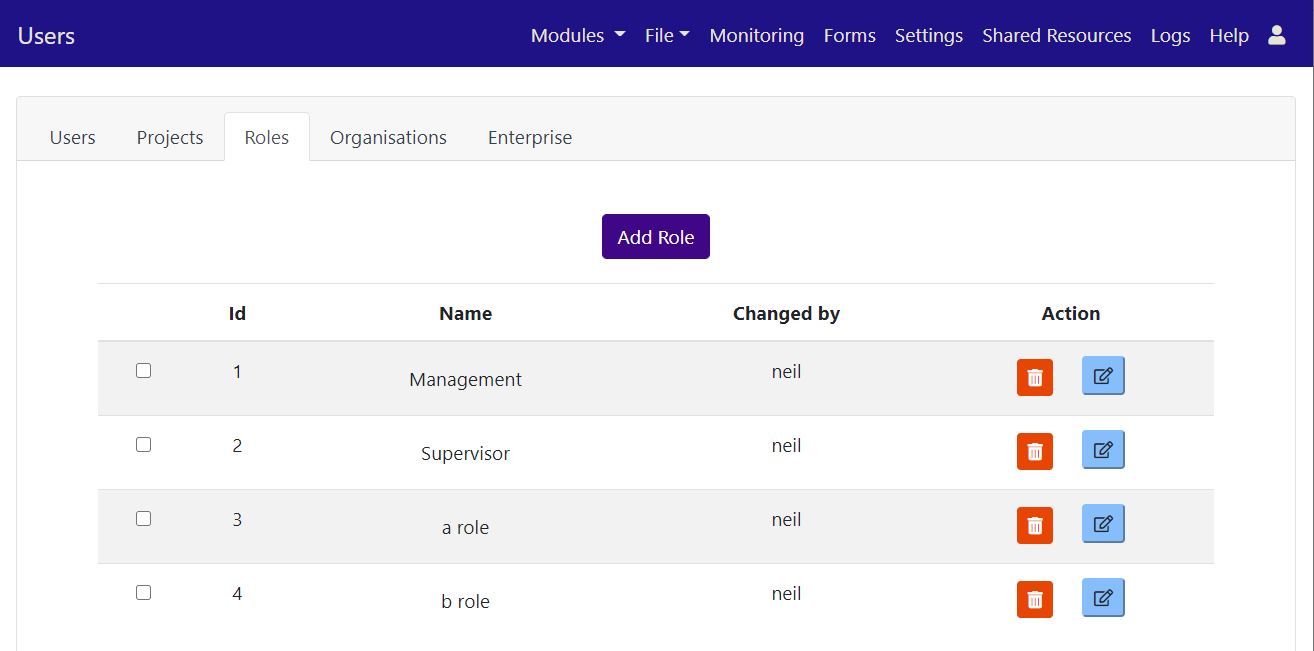 Users Modules File Monitoring Forms Settings Shared Resources Logs Help
Users Projects Roles Organisations Enterprise
Add Role
Id Name Changed by Action
1 Management neil
2 Supervisor neil
3 a role neil
4 b role neil